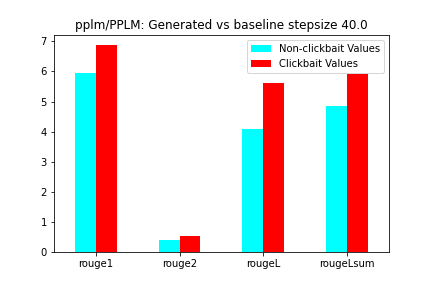 pplm/PPLM: Generated vs baseline stepsize 40.0
Non-clickbait Values
Clickbait Values
7
6
5
4
3
2
1
0
rouge1 rouge2 rougeL rougeLsum